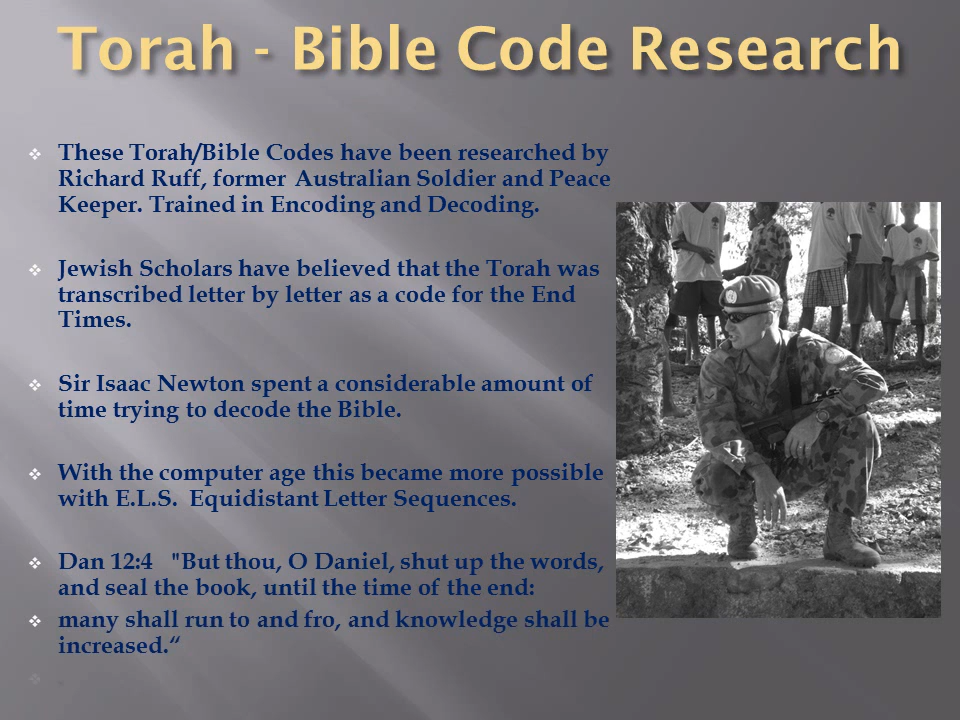 Torah - Bible Code Research
These Torah/Bible Codes have been researched by
Richard Ruff, former Australian Soldier and Peace
Keeper. Trained in Encoding and Decoding.
Jewish Scholars have believed that the Torah was
transcribed letter by letter as a code for the End
Times.
Sir Isaac Newton spent a considerable amount of
time trying to decode the Bible.
With the computer age this became more possible
with E.L.S. Equidistant Letter Sequences.
Dan 12:4 "But thou, O Daniel, shut up the words,
and seal the book, until the time of the end:
many shall run to and fro, and knowledge shall be
increased.“
.